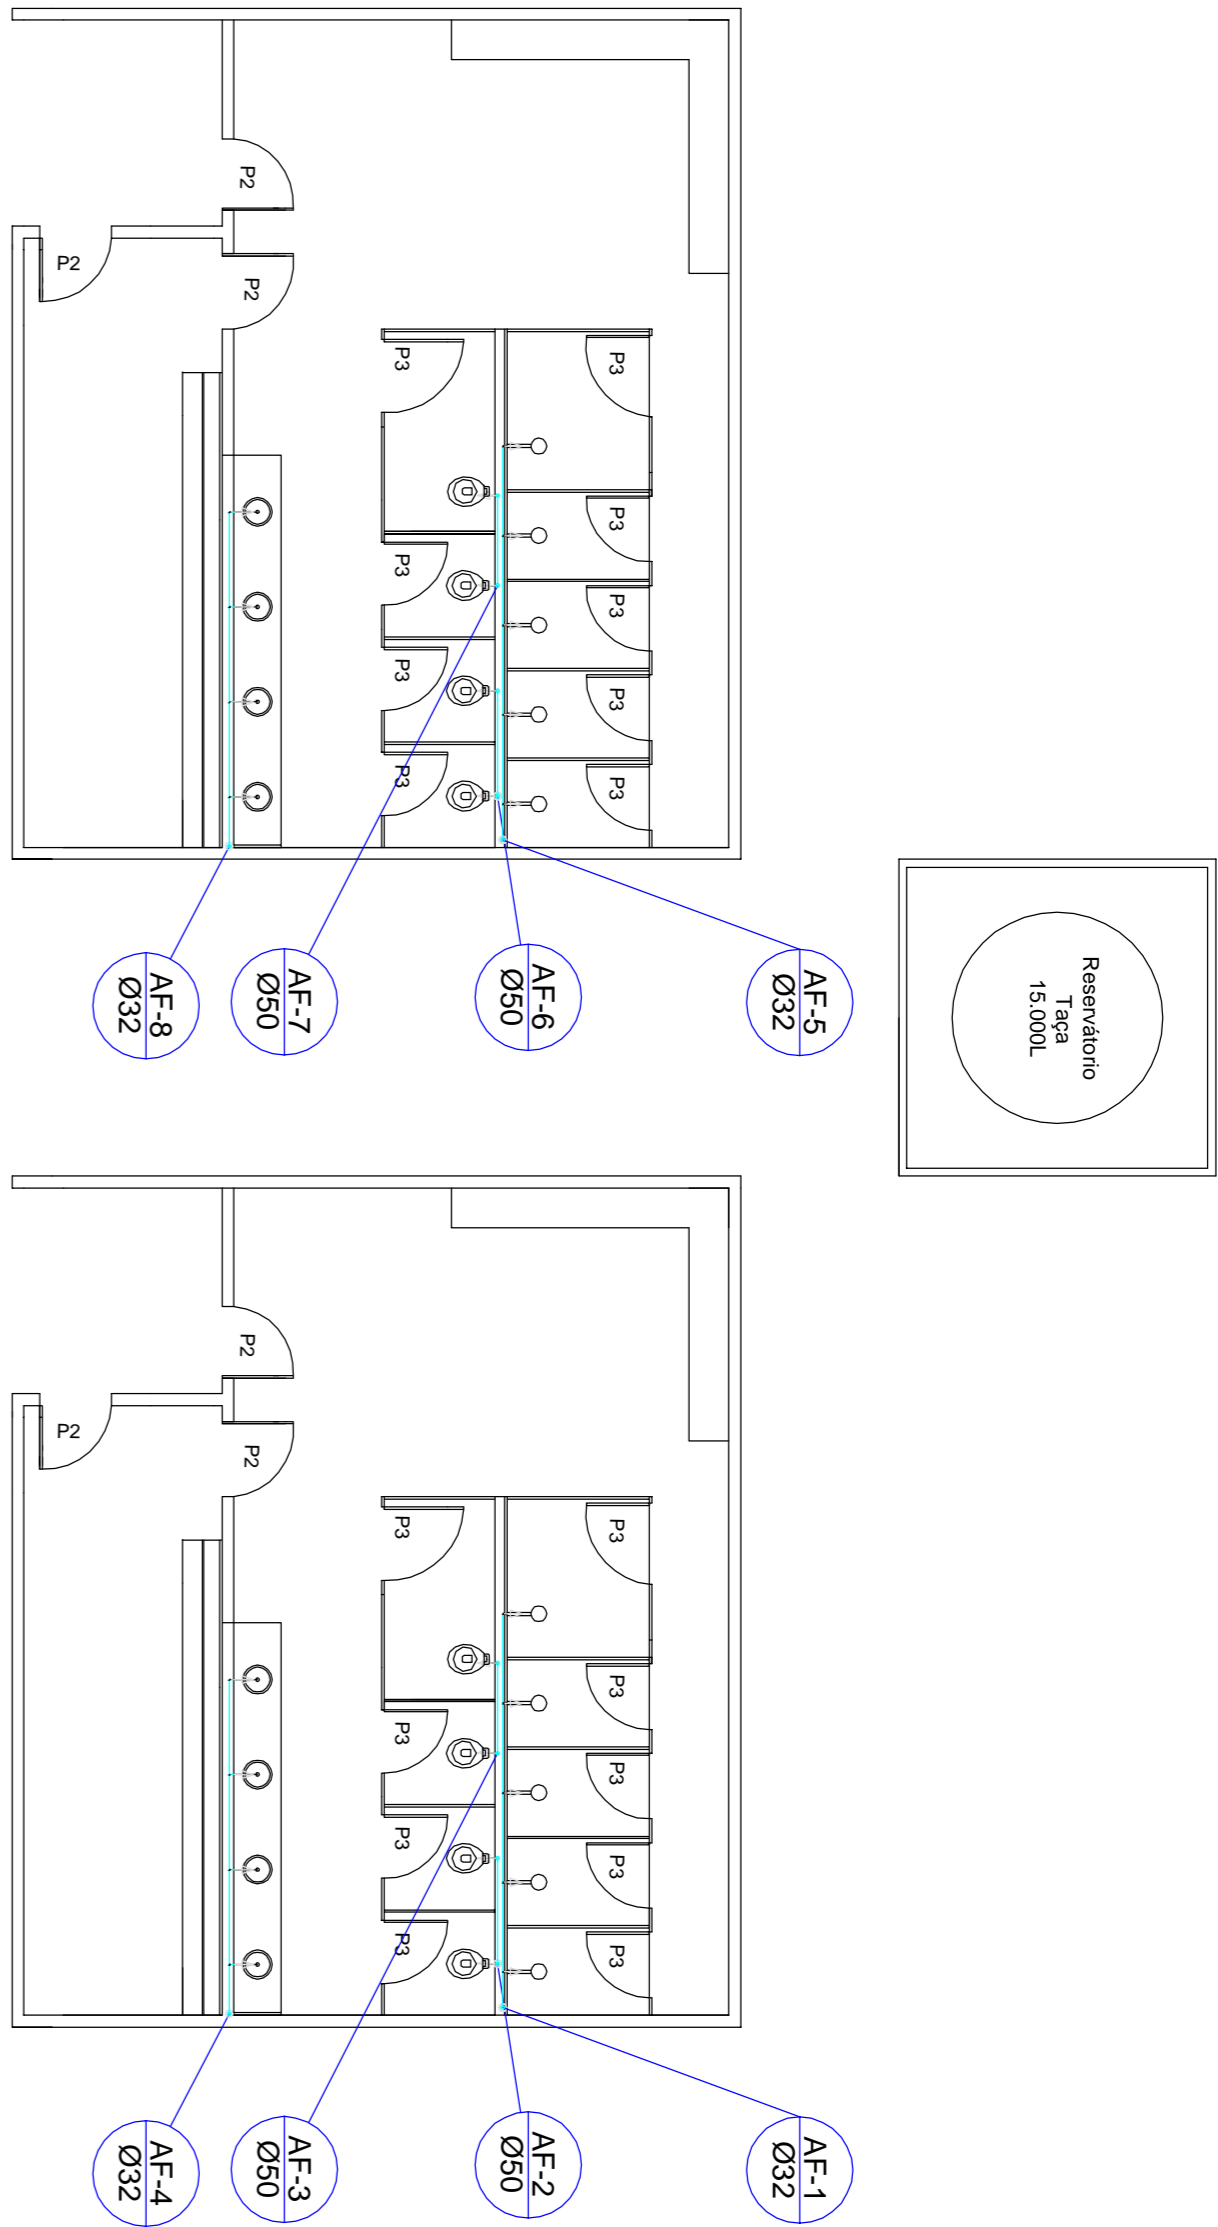 P2
P2
P2
P3
P3
P3
P3
P3
P3
P3
P3
P3
AF-8
Ø32
AF-7
Ø50
AF-6
Ø50
AF-5
Ø32
Reservátorio
Taça
15.000L
P2
P2
P2
P3
P3
P3
P3
P3
P3
P3
P3
P3
AF-4
Ø32
AF-3
Ø50
AF-2
Ø50
AF-1
Ø32